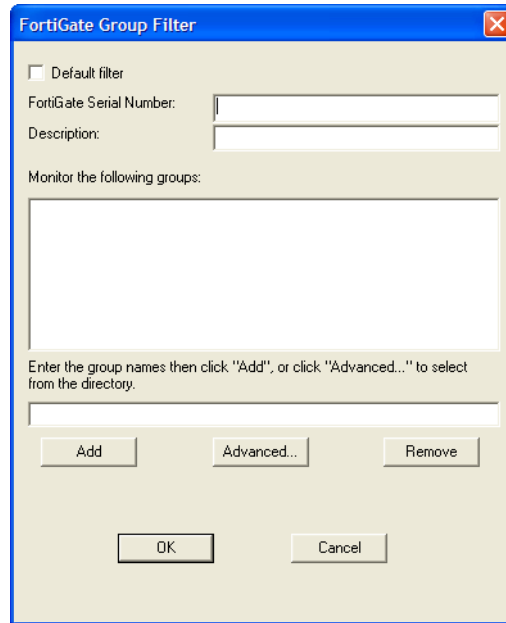 FortiGate Group Filter
Default filter
FortiGate Serial Number:
Description:
Monitor the following groups:
Enter the group names then click "Add", or click "Advanced..." to select
from the directory.
Add Advanced... Remove
OK Cancel